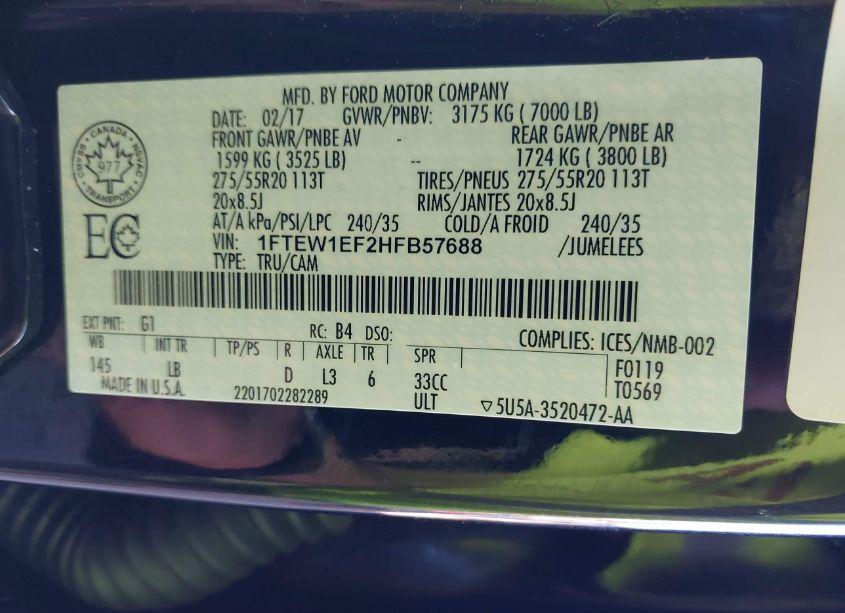 MFD. BY FORD MOTOR COMPANY
DATE: 02/17 GVWR/PNBV: 3175 KG ( 7000 LB)
FRONT GAWR/PNBE AV - REAR GAWR/PNBE AR
1599 KG ( 3525 LB) -- 1724 KG ( 3800 LB)
275/55R20 113T TIRES/PNEUS 275/55R20 113T
20x8.5J RIMS/JANTES 20x8.5J
AT/A kPa/PSI/LPC 240/35 COLD/A FROID 240/35
VIN: 1FTEW1EF2HFB57688 /JUMELEES
TYPE: TRU/CAM
CANADA
977
TRANSPORT
EC
EXT PNT: G1 RC: B4 DSO: COMPLIES: ICES/NMB-002
WB INT TR TP/PS R AXLE TR SPR F0119
145 LB D L3 6 33CC T0569
MADE IN U.S.A. 2201702282289 ULT ▽5U5A-3520472-AA